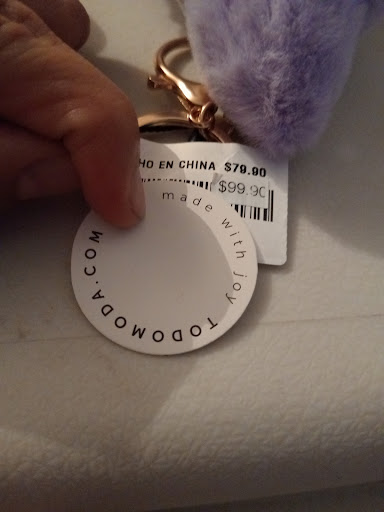 HO EN CHINA $79.90
$99.90
made with joy
TODOMODA.COM